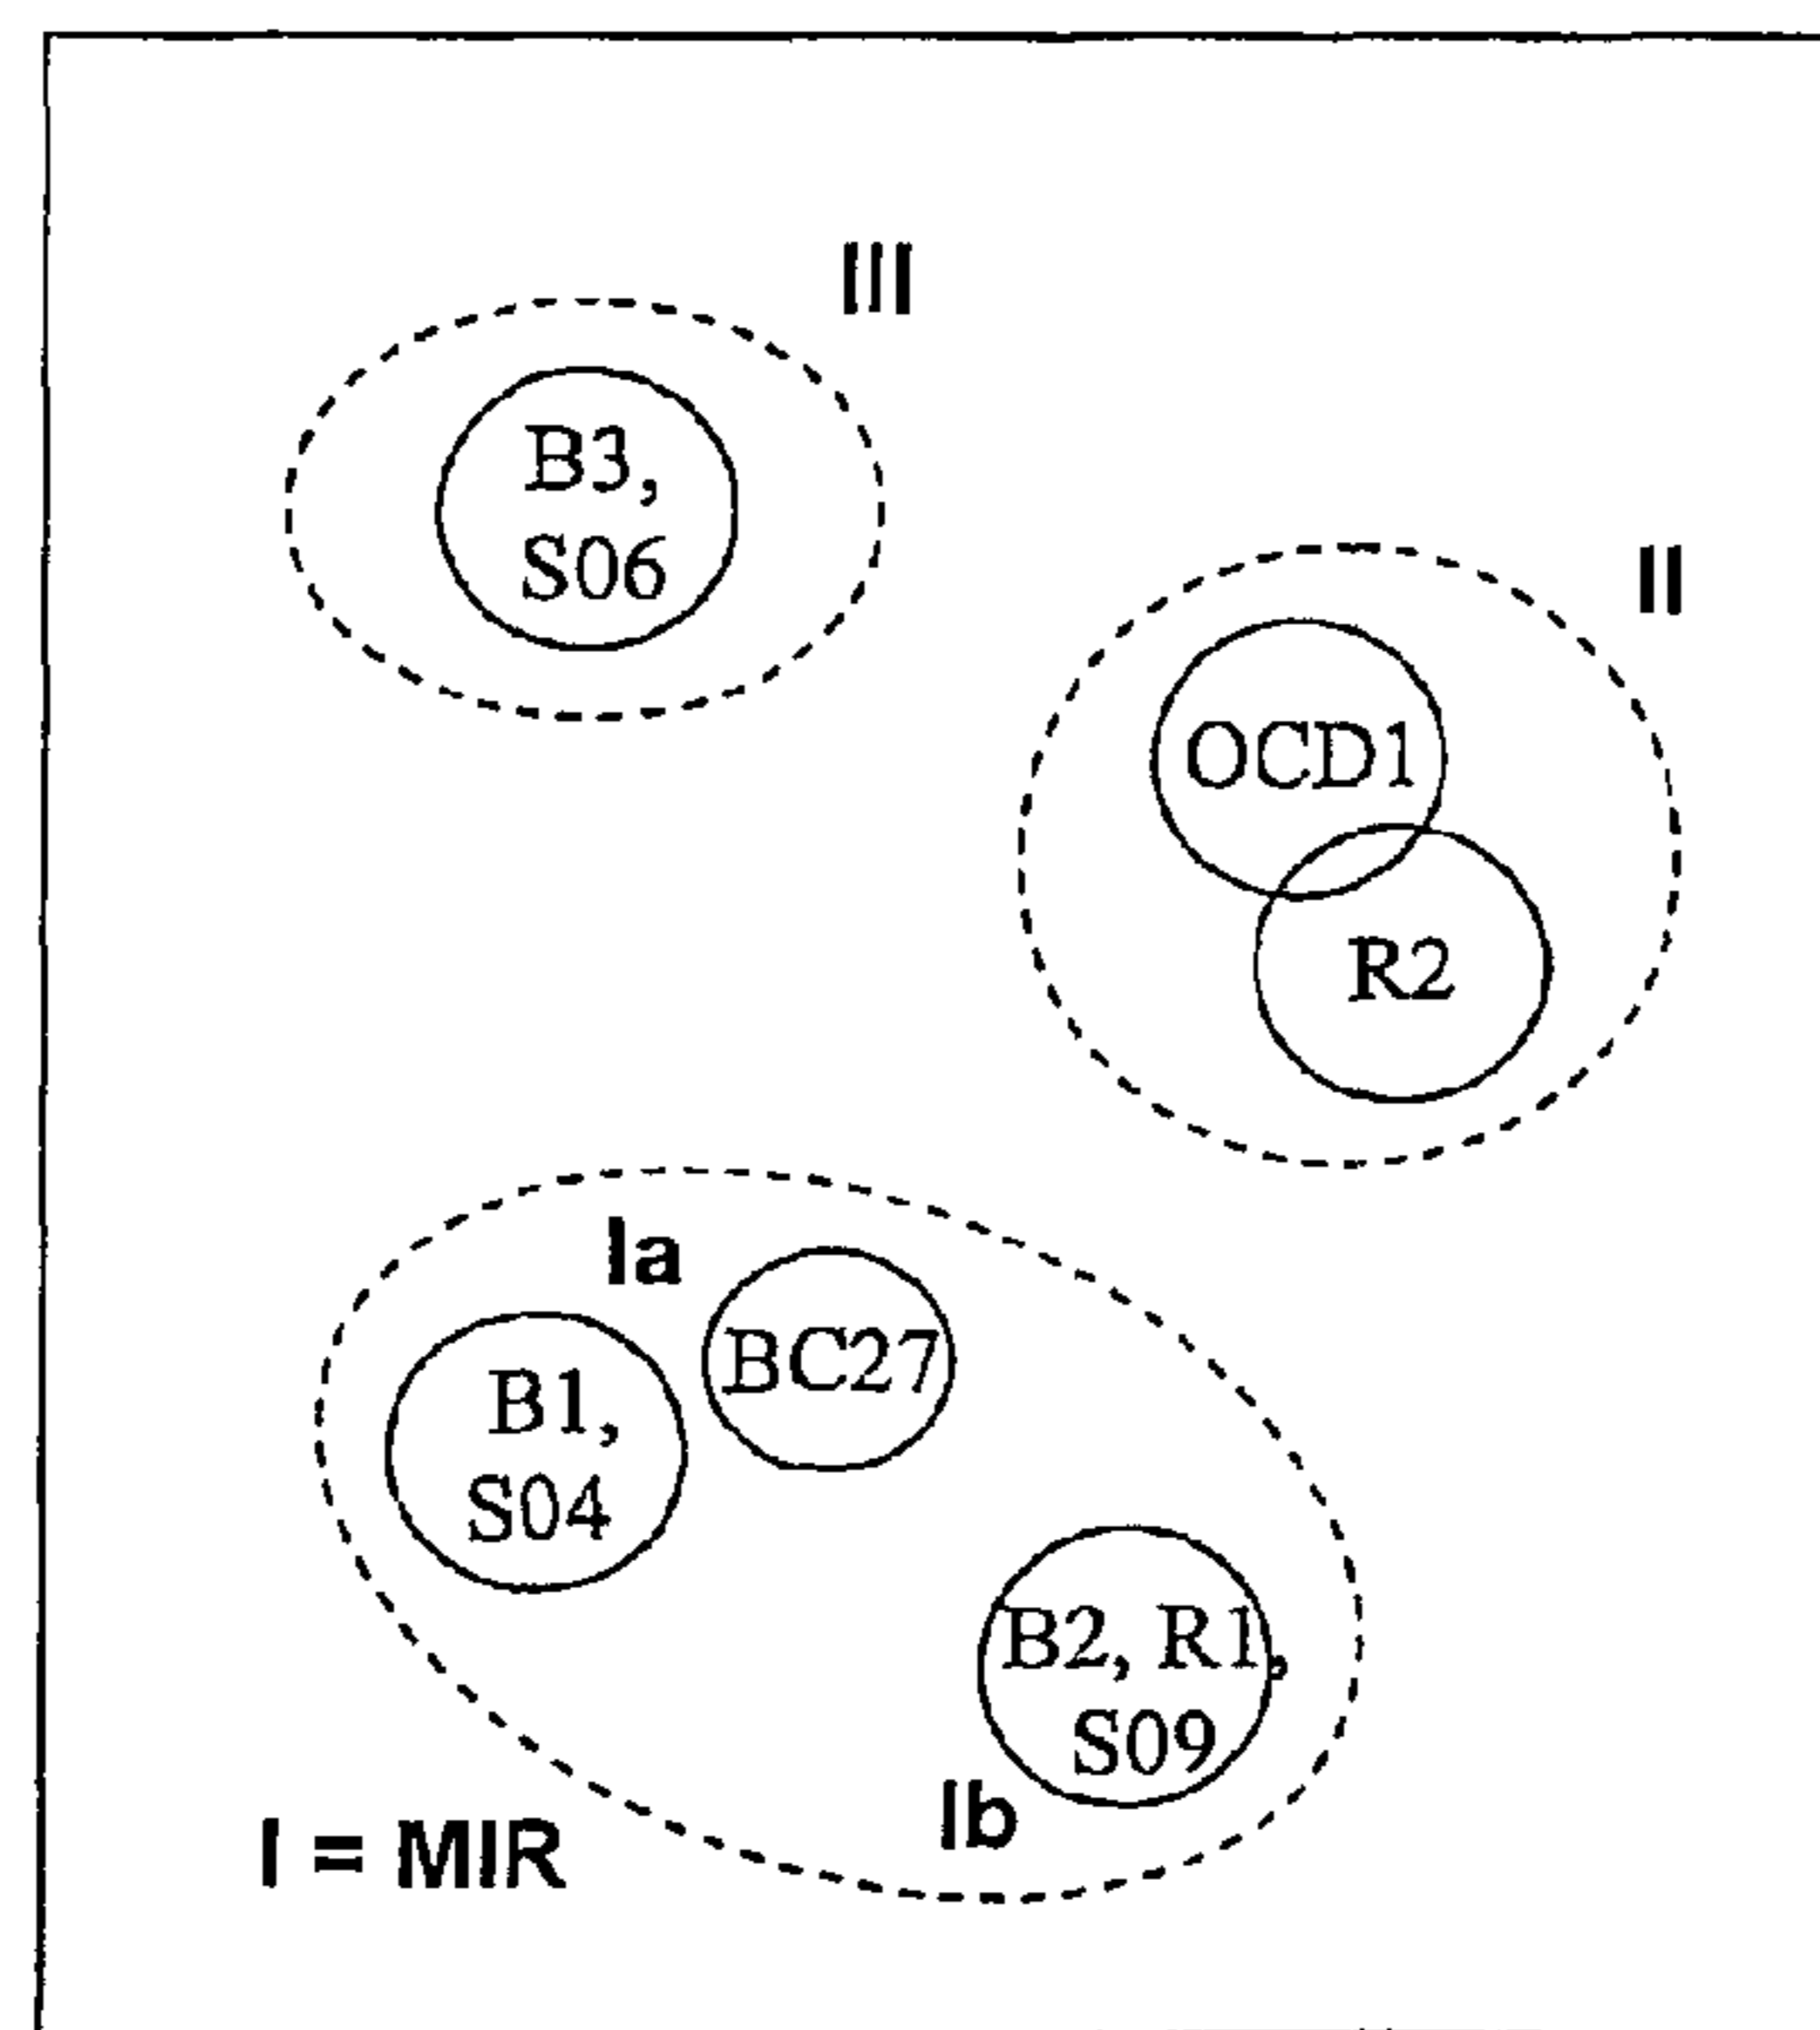 III
B3,
S06
II
OCD1
R2
Ia
BC27
B1,
S04
B2, R1,
S09
Ib
I = MIR